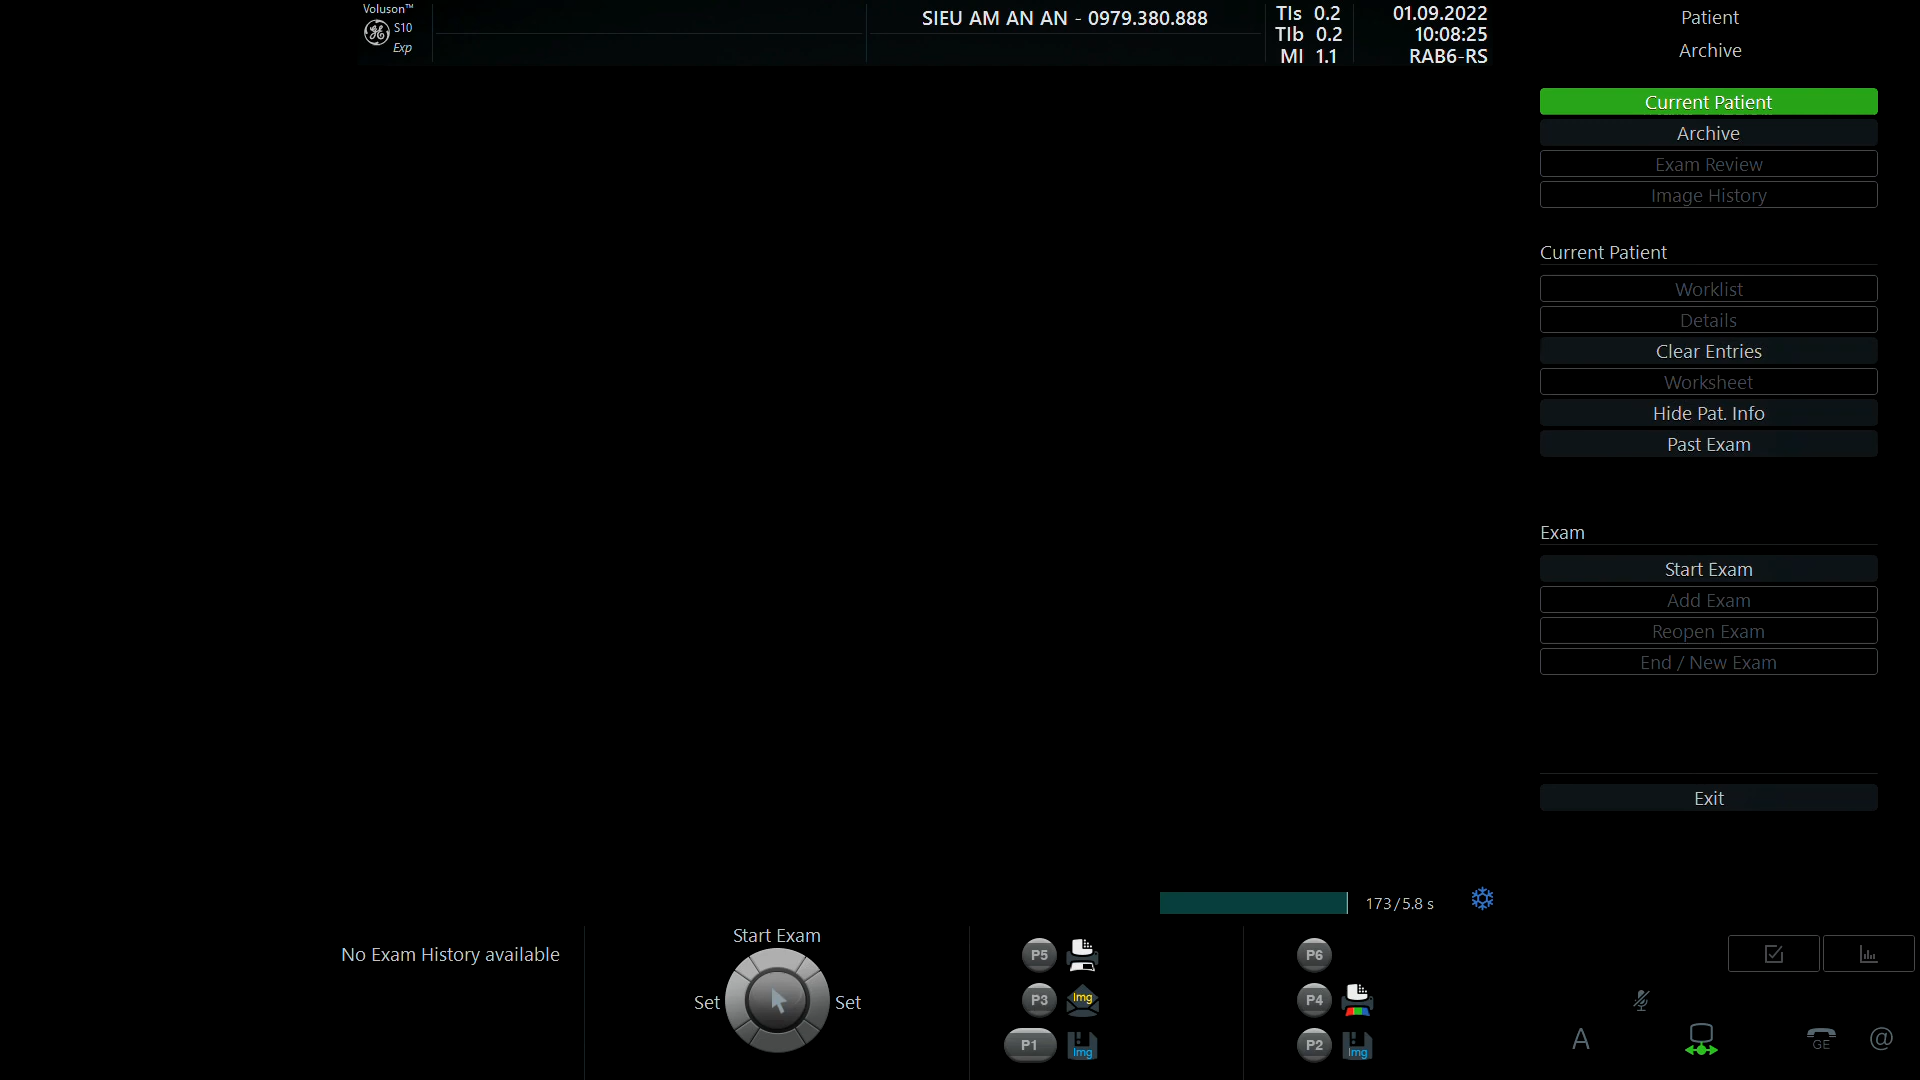 Voluson™
S10
Exp
SIEU AM AN AN - 0979.380.888
TIs 0.2
TIb 0.2
MI 1.1
01.09.2022
10:08:25
RAB6-RS
Patient
Archive
Current Patient
Archive
Exam Review
Image History
Current Patient
Worklist
Details
Clear Entries
Worksheet
Hide Pat. Info
Past Exam
Exam
Start Exam
Add Exam
Reopen Exam
End / New Exam
Exit
173/5.8 s
No Exam History available
Start Exam
Set
Set
P5
P3
Img
P1
Img
P6
P4
P2
Img
A
GE
@